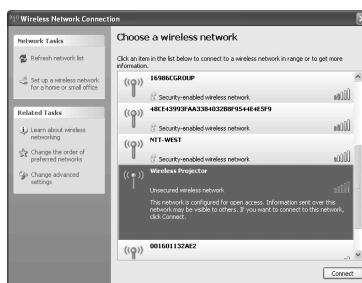 Wireless Network Connection
Network Tasks
Refresh network list
Set up a wireless network
for a home or small office
Related Tasks
Learn about wireless
networking
Change the order of
preferred networks
Change advanced
settings
Choose a wireless network
Click an item in the list below to connect to a wireless network in range or to get more
information.
16986CGROUP
Security-enabled wireless network
4BCE43993FAA3384032B8F9544E4E5F9
Security-enabled wireless network
NTT-WEST
Security-enabled wireless network
Wireless Projector
Unsecured wireless network
This network is configured for open access. Information sent over this
network may be visible to others. If you want to connect to this network,
click Connect.
001601132AE2
Connect